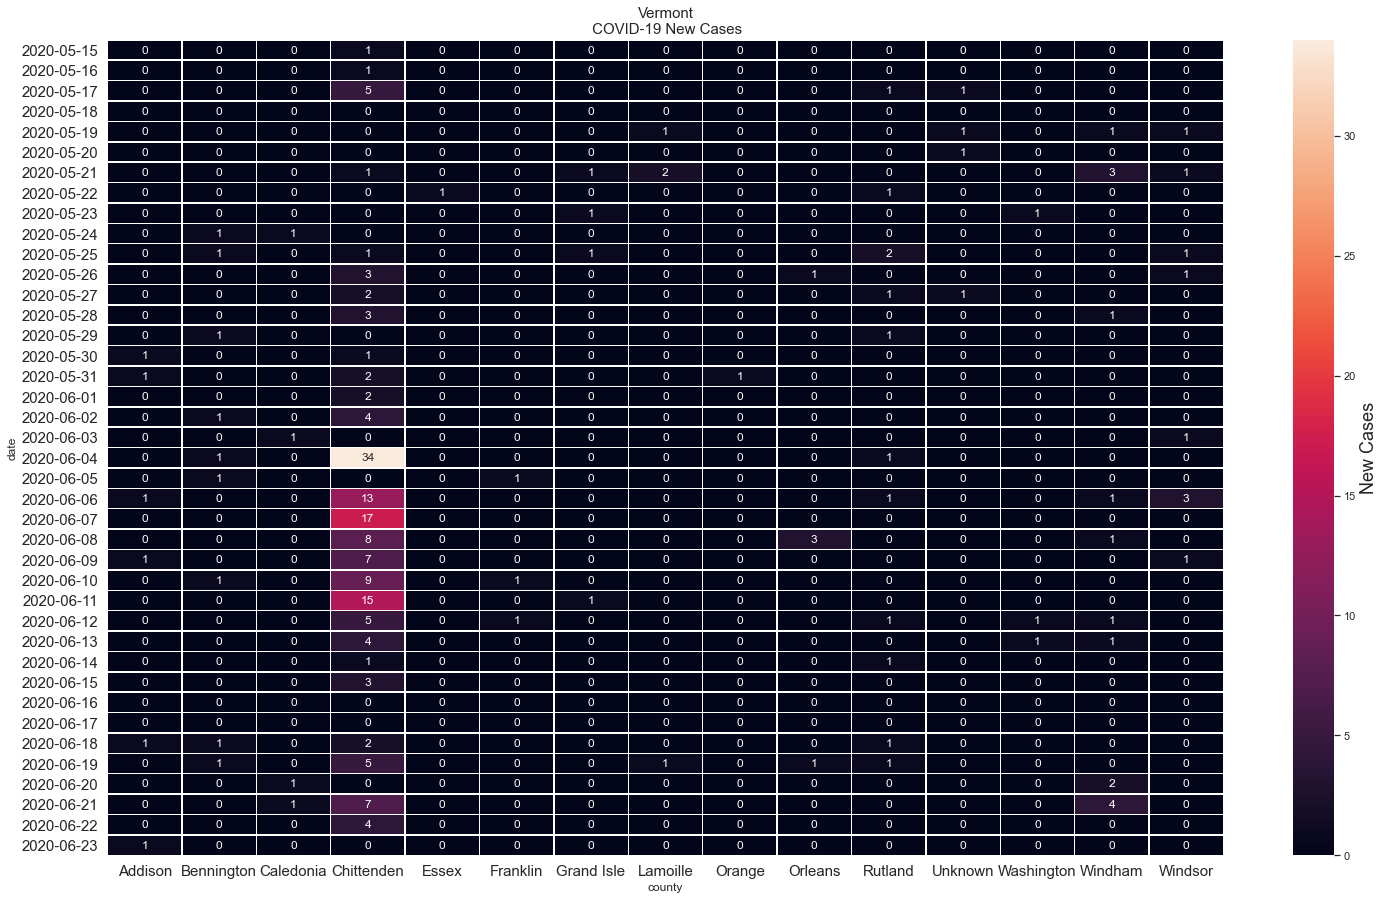 Vermont
COVID-19 New Cases
2020-05-15 0 0 0 1 0 0 0 0 0 0 0 0 0 0 0
2020-05-16 0 0 0 1 0 0 0 0 0 0 0 0 0 0 0
2020-05-17 0 0 0 5 0 0 0 0 0 0 1 1 0 0 0
2020-05-18 0 0 0 0 0 0 0 0 0 0 0 0 0 0 0
2020-05-19 0 0 0 0 0 0 0 1 0 0 0 1 0 1 1
2020-05-20 0 0 0 0 0 0 0 0 0 0 0 1 0 0 0
2020-05-21 0 0 0 1 0 0 1 2 0 0 0 0 0 3 1
2020-05-22 0 0 0 0 1 0 0 0 0 0 1 0 0 0 0
2020-05-23 0 0 0 0 0 0 1 0 0 0 0 0 1 0 0
2020-05-24 0 1 1 0 0 0 0 0 0 0 0 0 0 0 0
2020-05-25 0 1 0 1 0 0 1 0 0 0 2 0 0 0 1
2020-05-26 0 0 0 3 0 0 0 0 0 1 0 0 0 0 1
2020-05-27 0 0 0 2 0 0 0 0 0 0 1 1 0 0 0
2020-05-28 0 0 0 3 0 0 0 0 0 0 0 0 0 1 0
2020-05-29 0 1 0 0 0 0 0 0 0 0 1 0 0 0 0
2020-05-30 1 0 0 1 0 0 0 0 0 0 0 0 0 0 0
2020-05-31 1 0 0 2 0 0 0 0 1 0 0 0 0 0 0
2020-06-01 0 0 0 2 0 0 0 0 0 0 0 0 0 0 0
2020-06-02 0 1 0 4 0 0 0 0 0 0 0 0 0 0 0
2020-06-03 0 0 1 0 0 0 0 0 0 0 0 0 0 0 1
2020-06-04 0 1 0 34 0 0 0 0 0 0 1 0 0 0 0
2020-06-05 0 1 0 0 0 1 0 0 0 0 0 0 0 0 0
2020-06-06 1 0 0 13 0 0 0 0 0 0 1 0 0 1 3
2020-06-07 0 0 0 17 0 0 0 0 0 0 0 0 0 0 0
2020-06-08 0 0 0 8 0 0 0 0 0 3 0 0 0 1 0
2020-06-09 1 0 0 7 0 0 0 0 0 0 0 0 0 0 1
2020-06-10 0 1 0 9 0 1 0 0 0 0 0 0 0 0 0
2020-06-11 0 0 0 15 0 0 1 0 0 0 0 0 0 0 0
2020-06-12 0 0 0 5 0 1 0 0 0 0 1 0 1 1 0
2020-06-13 0 0 0 4 0 0 0 0 0 0 0 0 1 1 0
2020-06-14 0 0 0 1 0 0 0 0 0 0 1 0 0 0 0
2020-06-15 0 0 0 3 0 0 0 0 0 0 0 0 0 0 0
2020-06-16 0 0 0 0 0 0 0 0 0 0 0 0 0 0 0
2020-06-17 0 0 0 0 0 0 0 0 0 0 0 0 0 0 0
2020-06-18 1 1 0 2 0 0 0 0 0 0 1 0 0 0 0
2020-06-19 0 1 0 5 0 0 0 1 0 1 1 0 0 0 0
2020-06-20 0 0 1 0 0 0 0 0 0 0 0 0 0 2 0
2020-06-21 0 0 1 7 0 0 0 0 0 0 0 0 0 4 0
2020-06-22 0 0 0 4 0 0 0 0 0 0 0 0 0 0 0
2020-06-23 1 0 0 0 0 0 0 0 0 0 0 0 0 0 0
Addison Bennington Caledonia Chittenden Essex Franklin Grand Isle Lamoille Orange Orleans Rutland Unknown Washington Windham Windsor
county
date
30
25
20
15
10
5
0
New Cases